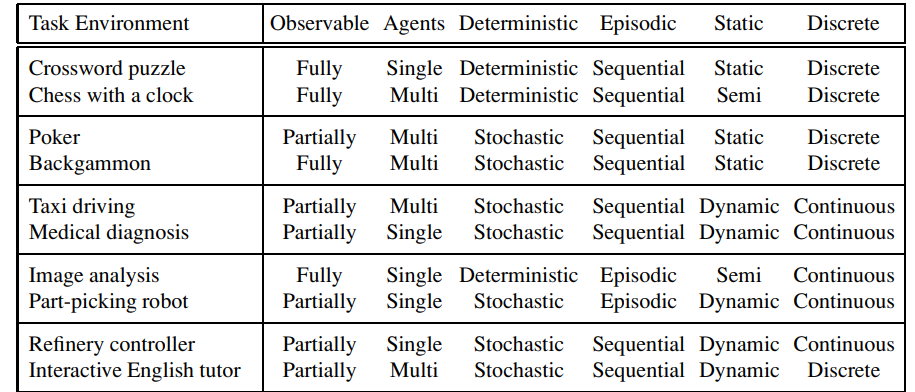 Task Environment Observable Agents Deterministic Episodic Static Discrete
Crossword puzzle Fully Single Deterministic Sequential Static Discrete
Chess with a clock Fully Multi Deterministic Sequential Semi Discrete
Poker Partially Multi Stochastic Sequential Static Discrete
Backgammon Fully Multi Stochastic Sequential Static Discrete
Taxi driving Partially Multi Stochastic Sequential Dynamic Continuous
Medical diagnosis Partially Single Stochastic Sequential Dynamic Continuous
Image analysis Fully Single Deterministic Episodic Semi Continuous
Part-picking robot Partially Single Stochastic Episodic Dynamic Continuous
Refinery controller Partially Single Stochastic Sequential Dynamic Continuous
Interactive English tutor Partially Multi Stochastic Sequential Dynamic Discrete